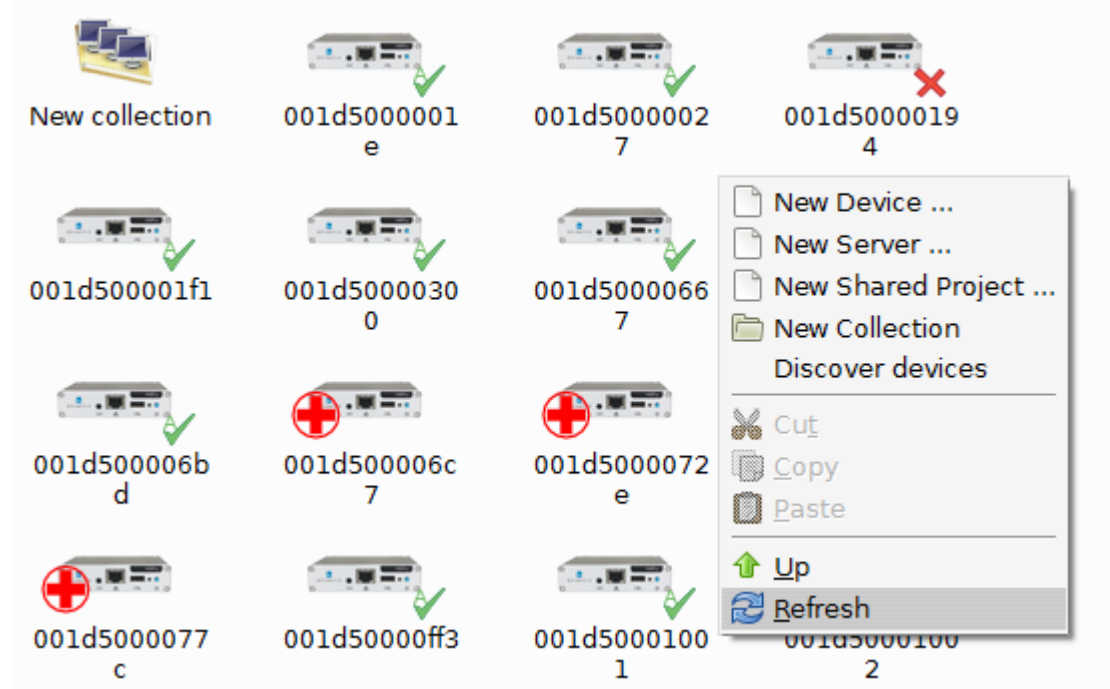 New collection
001d5000001
e
001d5000002
7
001d5000019
4
001d500001f1
001d5000030
0
001d5000066
7
001d500006b
d
001d500006c
7
001d5000072
e
001d5000077
c
001d50000ff3
001d5000100
1
001d5000100
2
New Device ...
New Server ...
New Shared Project ...
New Collection
Discover devices
Cut
Copy
Paste
Up
Refresh